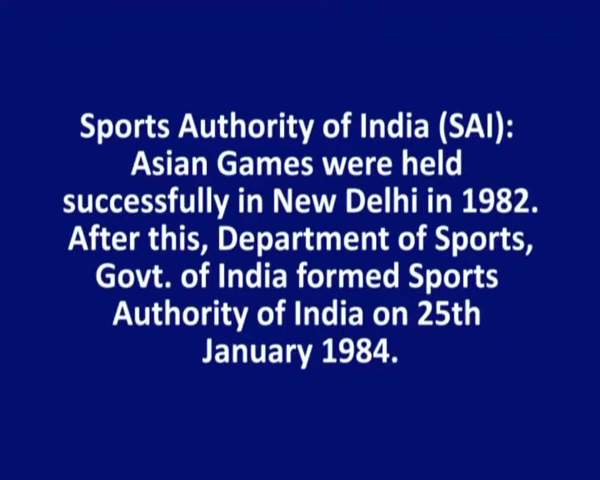 Sports Authority of India (SAI):
Asian Games were held
successfully in New Delhi in 1982.
After this, Department of Sports,
Govt. of India formed Sports
Authority of India on 25th
January 1984.